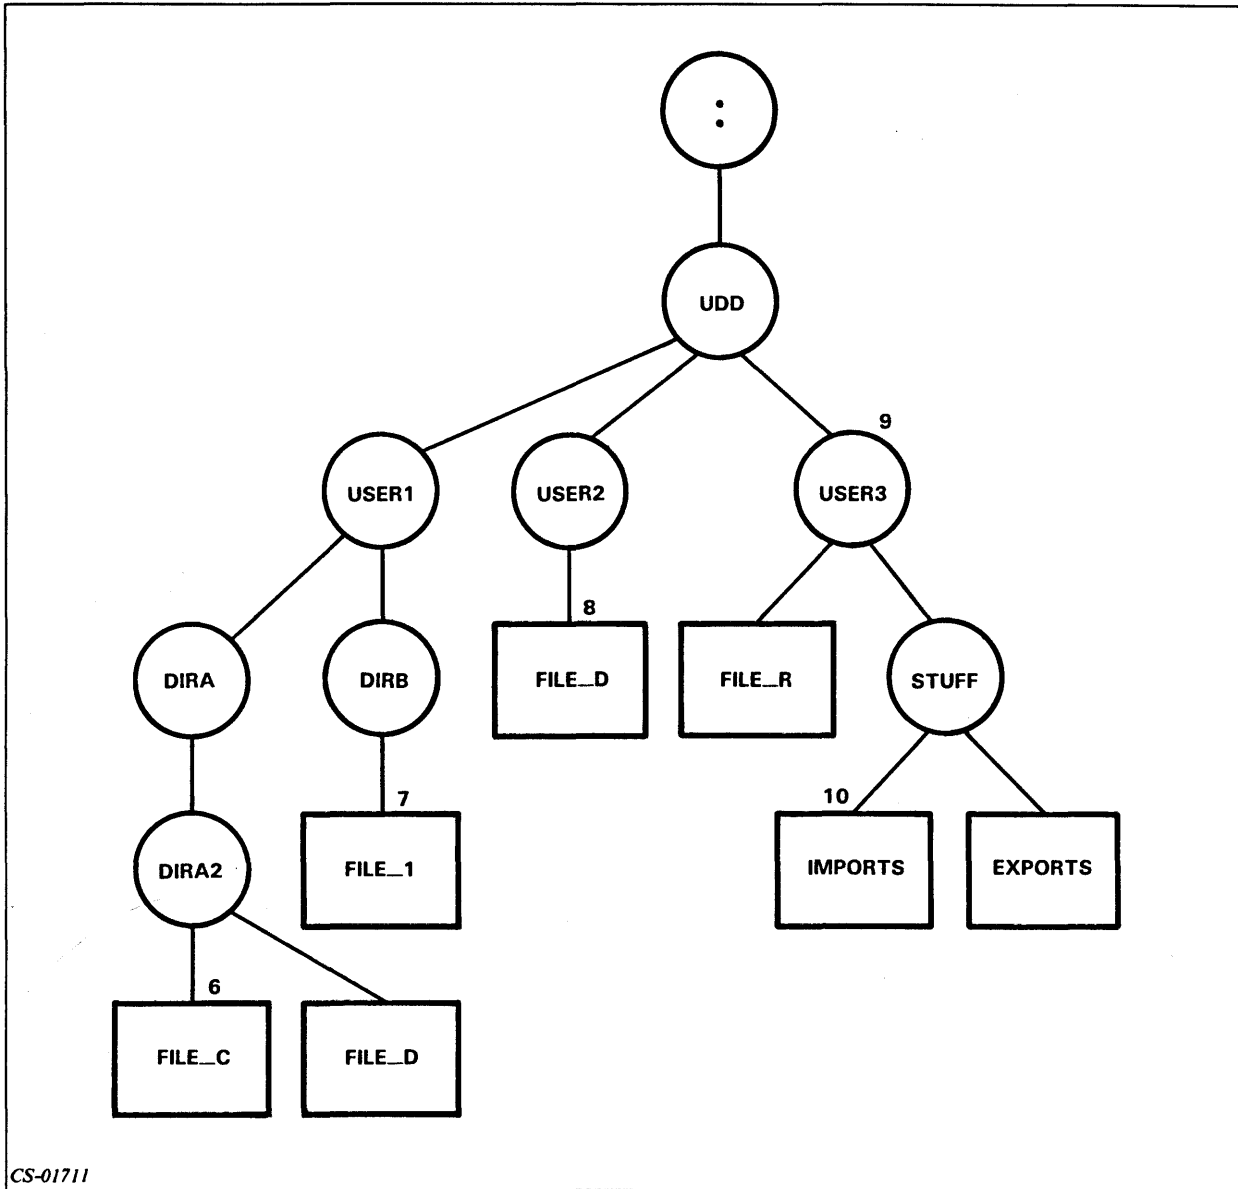 :
UDD
9
USER1 USER2 USER3
8
DIRA DIRB FILE_D FILE_R STUFF
7 10
DIRA2 FILE_1 IMPORTS EXPORTS
6
FILE_C FILE_D
CS-01711